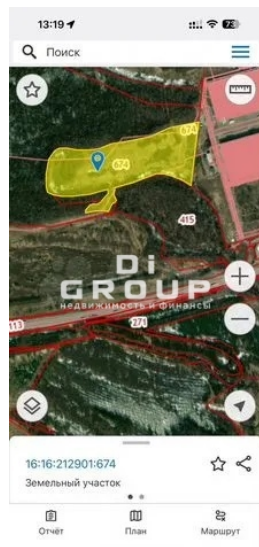 13:19
73
Поиск
674
674
415
Di
GROUP
НЕДВИЖИМОСТЬ И ФИНАНСЫ
113
271
16:16:212901:674
Земельный участок
Отчёт
План
Маршрут